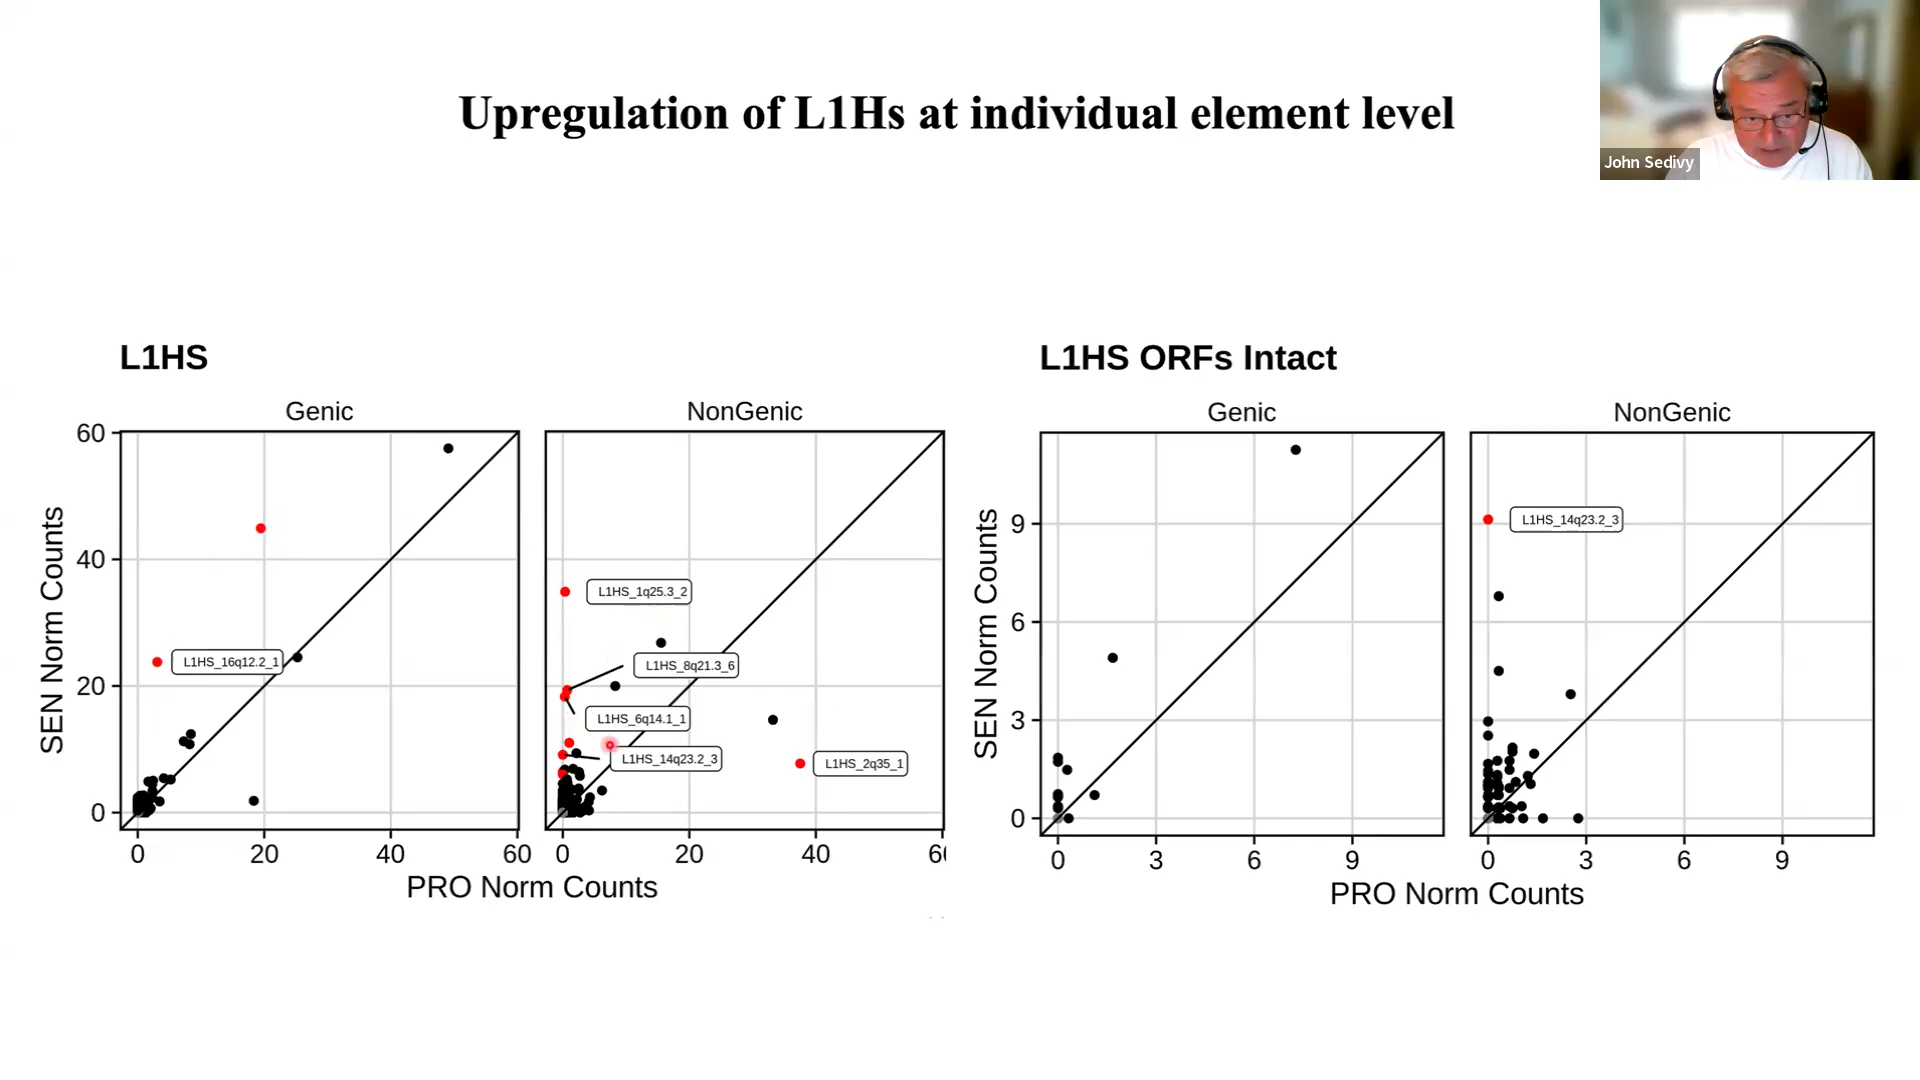 Upregulation of L1Hs at individual element level
John Sedivy
L1HS
Genic
NonGenic
SEN Norm Counts
60
40
20
0
L1HS_16q12.2_1
L1HS_1q25.3_2
L1HS_8q21.3_6
L1HS_6q14.1_1
L1HS_14q23.2_3
L1HS_2q35_1
0 20 40 60
0 20 40 60
PRO Norm Counts
L1HS ORFs Intact
Genic
NonGenic
SEN Norm Counts
9
6
3
0
L1HS_14q23.2_3
0 3 6 9
0 3 6 9
PRO Norm Counts